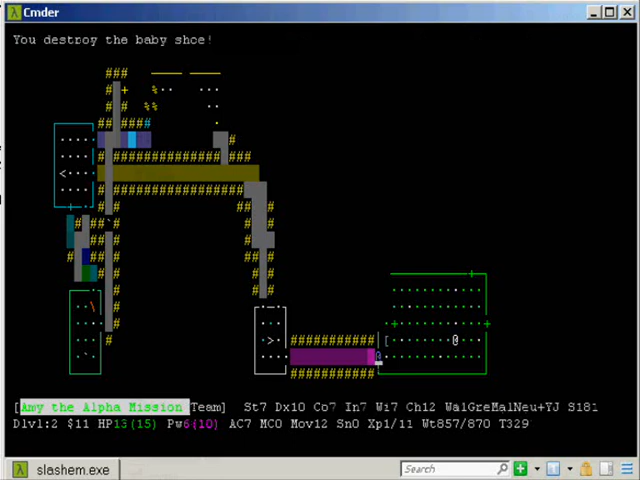 Cmder
You destroy the baby shoe!
[Amy the Alpha Mission Team] St7 Dx10 Co7 In7 Wi7 Ch12 WalGreMalNeu+YJ S181
Dlvl:2 $11 HP13(15) Pw6(10) AC7 MC0 Mov12 Sn0 Xp1/11 Wt857/870 T329
slashem.exe
Search